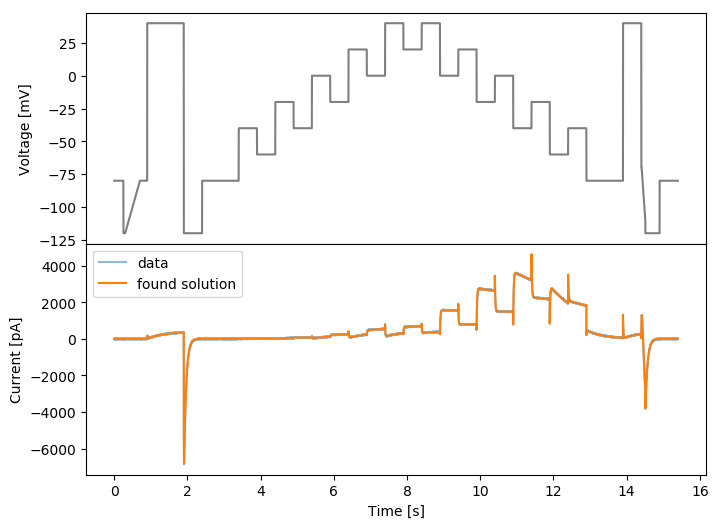 25
0
−25
−50
−75
−100
−125
Voltage [mV]
data
found solution
4000
2000
0
−2000
−4000
−6000
Current [pA]
0 2 4 6 8 10 12 14 16
Time [s]